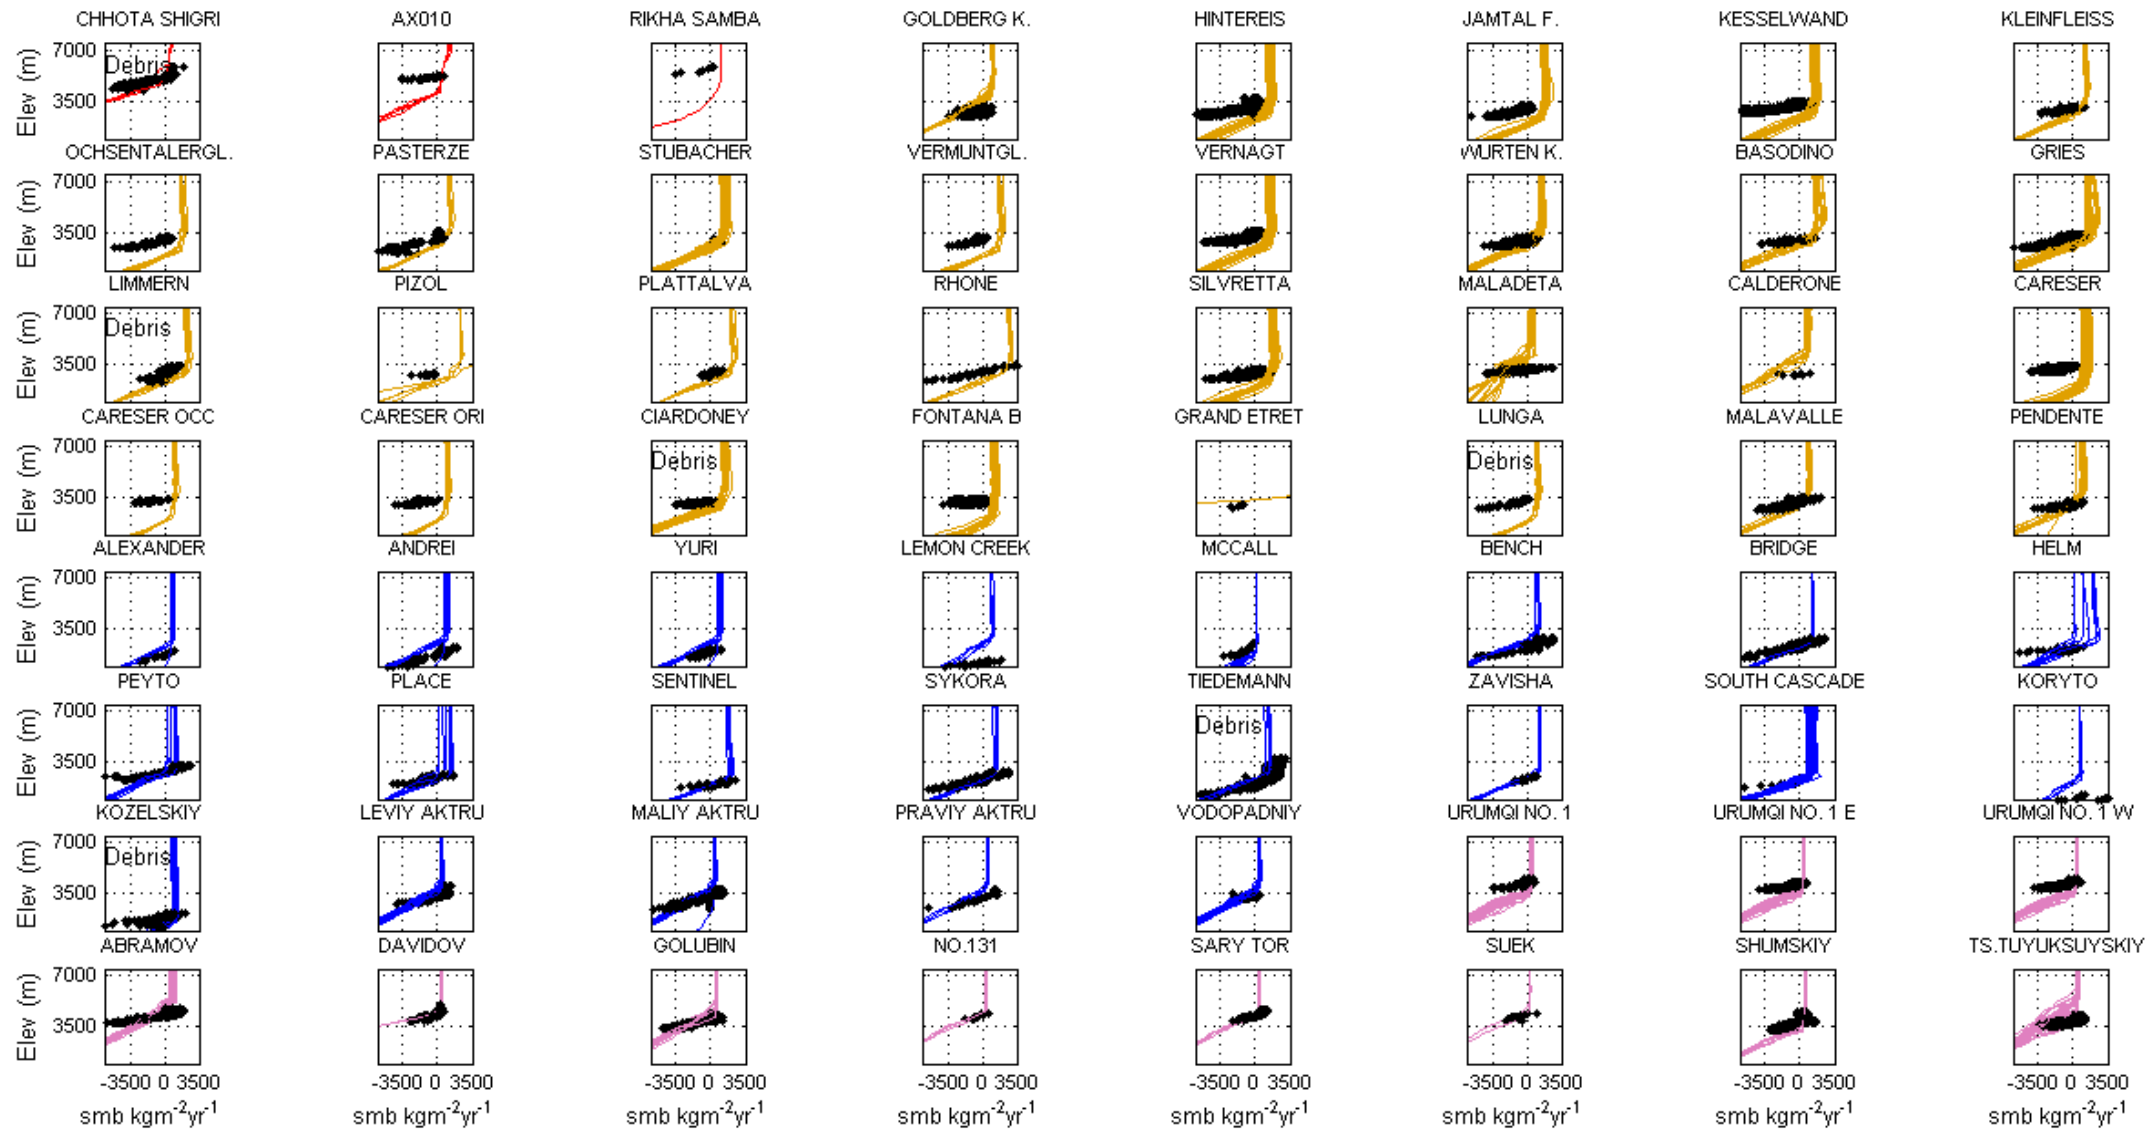 CHHOTA SHIGRI AX010 RIKHA SAMBA GOLDBERG K. HINTEREIS JAMTAL F. KESSELWAND KLEINFLEISS
Elev (m) 7000 3500 Debris
OCHSENTALERGL. PASTERZE STUBACHER VERMUNTGL. VERNAGT WURTEN K. BASODINO GRIES
Elev (m) 7000 3500
LIMMERN PIZOL PLATTALVA RHONE SILVRETTA MALADETA CALDERONE CARESER
Elev (m) 7000 3500 Debris
CARESER OCC CARESER ORI CIARDONEY FONTANA B GRAND ETRET LUNGA MALAVALLE PENDENTE
Elev (m) 7000 3500 Debris Debris
ALEXANDER ANDREI YURI LEMON CREEK MCCALL BENCH BRIDGE HELM
Elev (m) 7000 3500
PEYTO PLACE SENTINEL SYKORA TIEDEMANN ZAVISHA SOUTH CASCADE KORYTO
Elev (m) 7000 3500 Debris
KOZELSKIY LEVIY AKTRU MALIY AKTRU PRAVIY AKTRU VODOPADNIY URUMQI NO. 1 URUMQI NO. 1 E URUMQI NO. 1 W
Elev (m) 7000 3500 Debris
ABRAMOV DAVIDOV GOLUBIN NO.131 SARY TOR SUEK SHUMSKIY TS.TUYUKSUYSKIY
Elev (m) 7000 3500
-3500 0 3500 -3500 0 3500 -3500 0 3500 -3500 0 3500 -3500 0 3500 -3500 0 3500 -3500 0 3500 -3500 0 3500
smb kgm⁻²yr⁻¹ smb kgm⁻²yr⁻¹ smb kgm⁻²yr⁻¹ smb kgm⁻²yr⁻¹ smb kgm⁻²yr⁻¹ smb kgm⁻²yr⁻¹ smb kgm⁻²yr⁻¹ smb kgm⁻²yr⁻¹